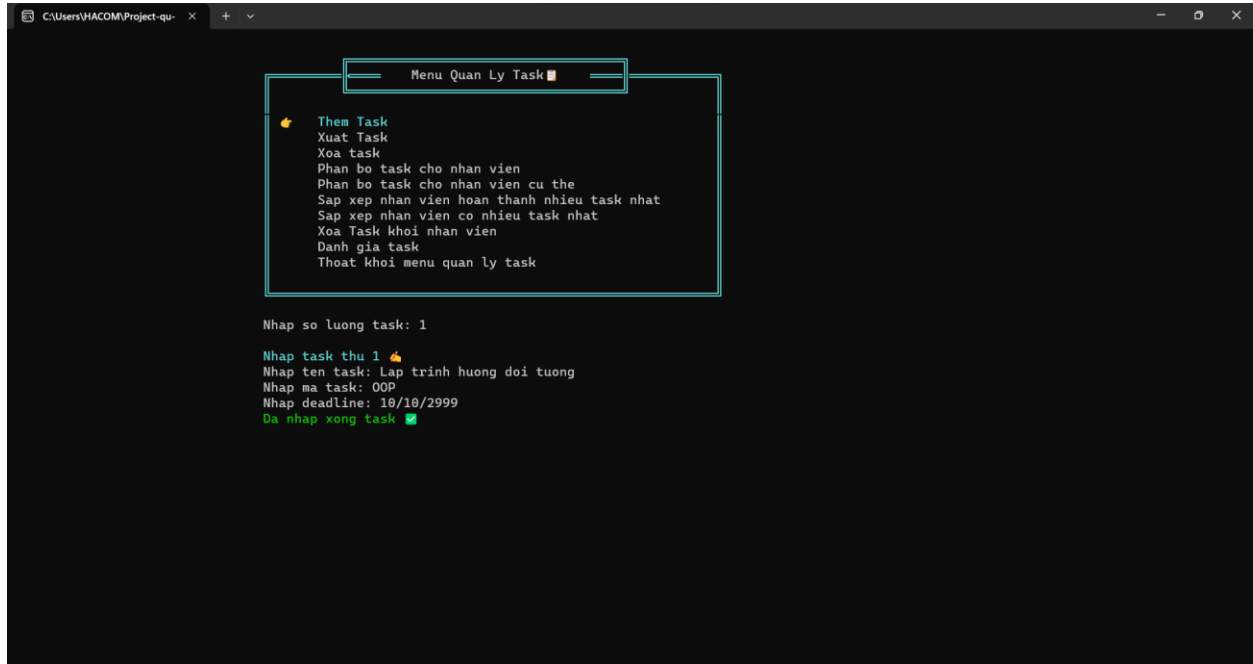 C:\Users\HACOM\Project-qu-
Menu Quan Ly Task📋
👉 Them Task
Xuat Task
Xoa task
Phan bo task cho nhan vien
Phan bo task cho nhan vien cu the
Sap xep nhan vien hoan thanh nhieu task nhat
Sap xep nhan vien co nhieu task nhat
Xoa Task khoi nhan vien
Danh gia task
Thoat khoi menu quan ly task
Nhap so luong task: 1
Nhap task thu 1 ✍
Nhap ten task: Lap trinh huong doi tuong
Nhap ma task: OOP
Nhap deadline: 10/10/2999
Da nhap xong task ✅